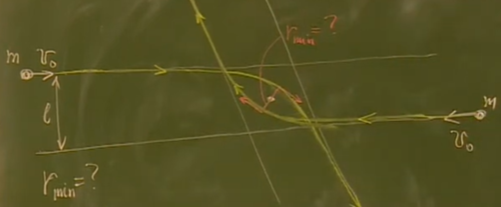 r_min = ?
m v₀
m
ℓ
v₀
r_min = ?